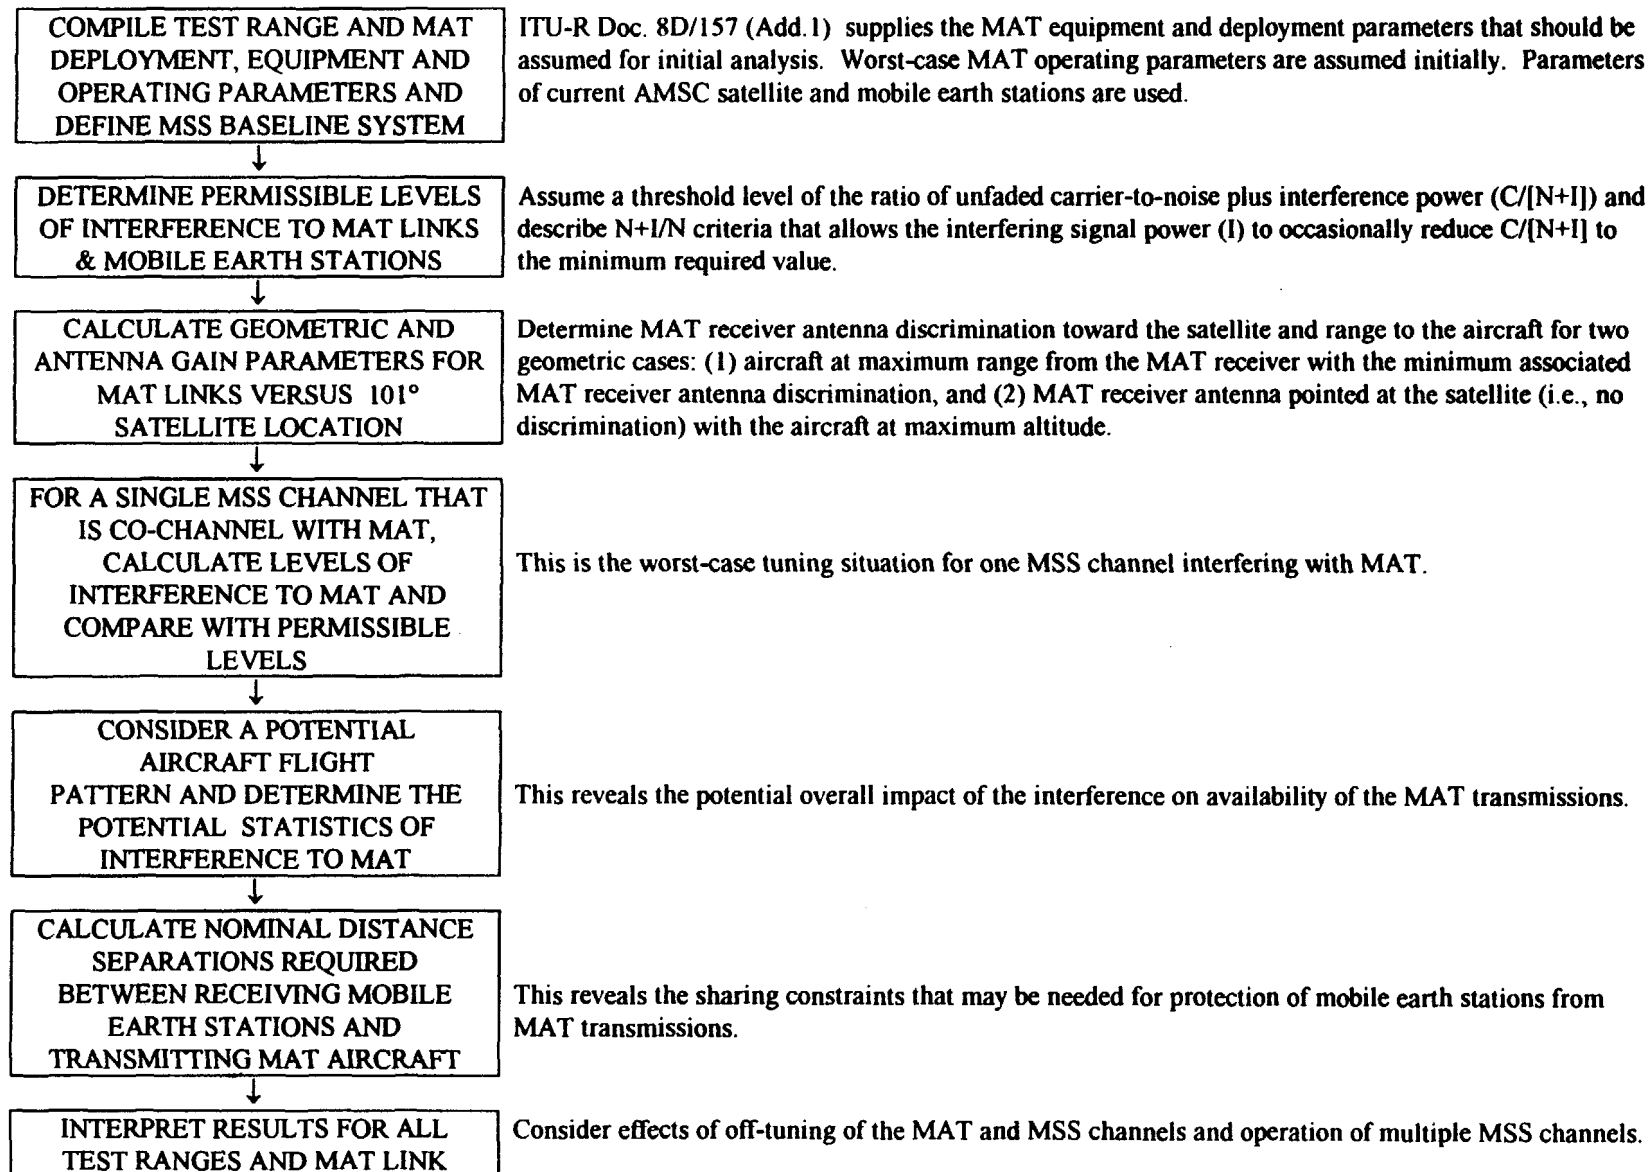 COMPILE TEST RANGE AND MAT
DEPLOYMENT, EQUIPMENT AND
OPERATING PARAMETERS AND
DEFINE MSS BASELINE SYSTEM
ITU-R Doc. 8D/157 (Add.1) supplies the MAT equipment and deployment parameters that should be
assumed for initial analysis. Worst-case MAT operating parameters are assumed initially. Parameters
of current AMSC satellite and mobile earth stations are used.
DETERMINE PERMISSIBLE LEVELS
OF INTERFERENCE TO MAT LINKS
& MOBILE EARTH STATIONS
Assume a threshold level of the ratio of unfaded carrier-to-noise plus interference power (C/[N+I]) and
describe N+I/N criteria that allows the interfering signal power (I) to occasionally reduce C/[N+I] to
the minimum required value.
CALCULATE GEOMETRIC AND
ANTENNA GAIN PARAMETERS FOR
MAT LINKS VERSUS 101°
SATELLITE LOCATION
Determine MAT receiver antenna discrimination toward the satellite and range to the aircraft for two
geometric cases: (1) aircraft at maximum range from the MAT receiver with the minimum associated
MAT receiver antenna discrimination, and (2) MAT receiver antenna pointed at the satellite (i.e., no
discrimination) with the aircraft at maximum altitude.
FOR A SINGLE MSS CHANNEL THAT
IS CO-CHANNEL WITH MAT,
CALCULATE LEVELS OF
INTERFERENCE TO MAT AND
COMPARE WITH PERMISSIBLE
LEVELS
This is the worst-case tuning situation for one MSS channel interfering with MAT.
CONSIDER A POTENTIAL
AIRCRAFT FLIGHT
PATTERN AND DETERMINE THE
POTENTIAL STATISTICS OF
INTERFERENCE TO MAT
This reveals the potential overall impact of the interference on availability of the MAT transmissions.
CALCULATE NOMINAL DISTANCE
SEPARATIONS REQUIRED
BETWEEN RECEIVING MOBILE
EARTH STATIONS AND
TRANSMITTING MAT AIRCRAFT
This reveals the sharing constraints that may be needed for protection of mobile earth stations from
MAT transmissions.
INTERPRET RESULTS FOR ALL
TEST RANGES AND MAT LINK
Consider effects of off-tuning of the MAT and MSS channels and operation of multiple MSS channels.